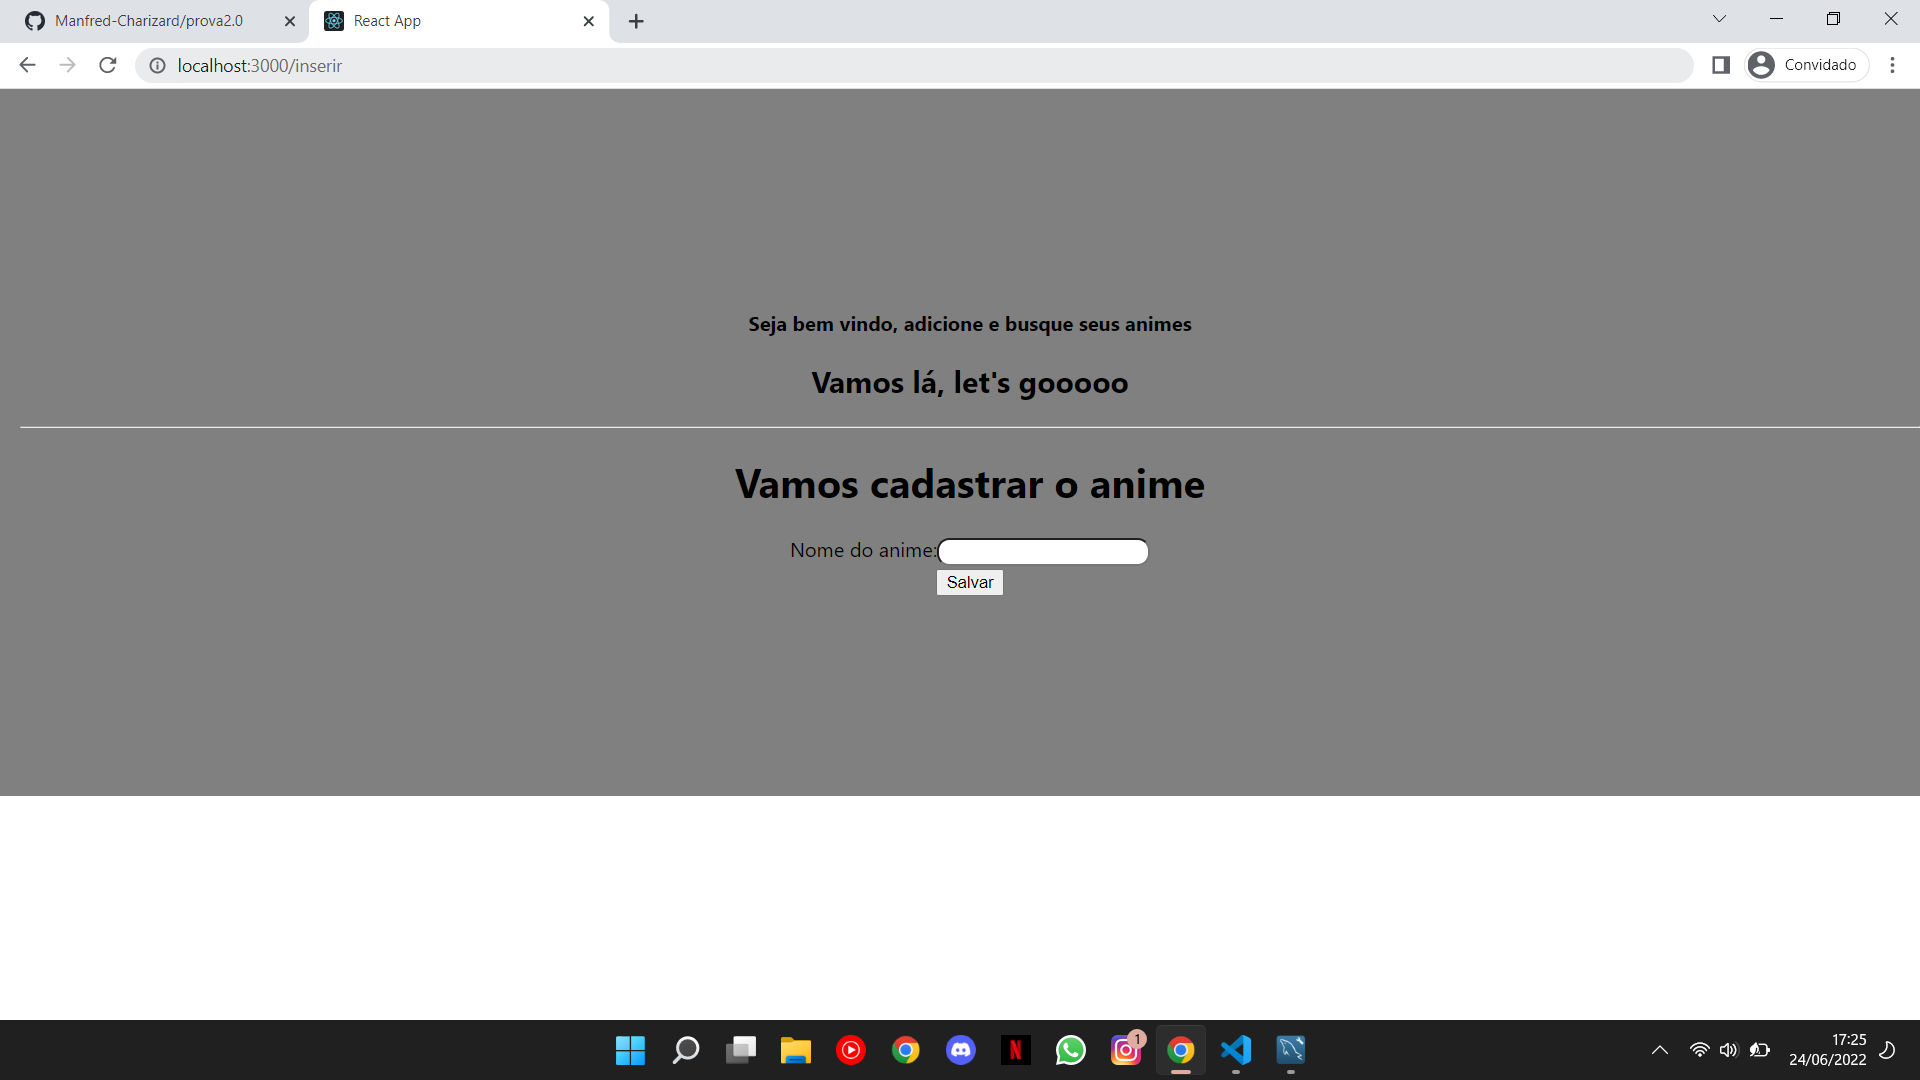 Manfred-Charizard/prova2.0
React App
localhost:3000/inserir
Convidado
Seja bem vindo, adicione e busque seus animes
Vamos lá, let's gooooo
Vamos cadastrar o anime
Nome do anime:
Salvar
N
1
17:25
24/06/2022